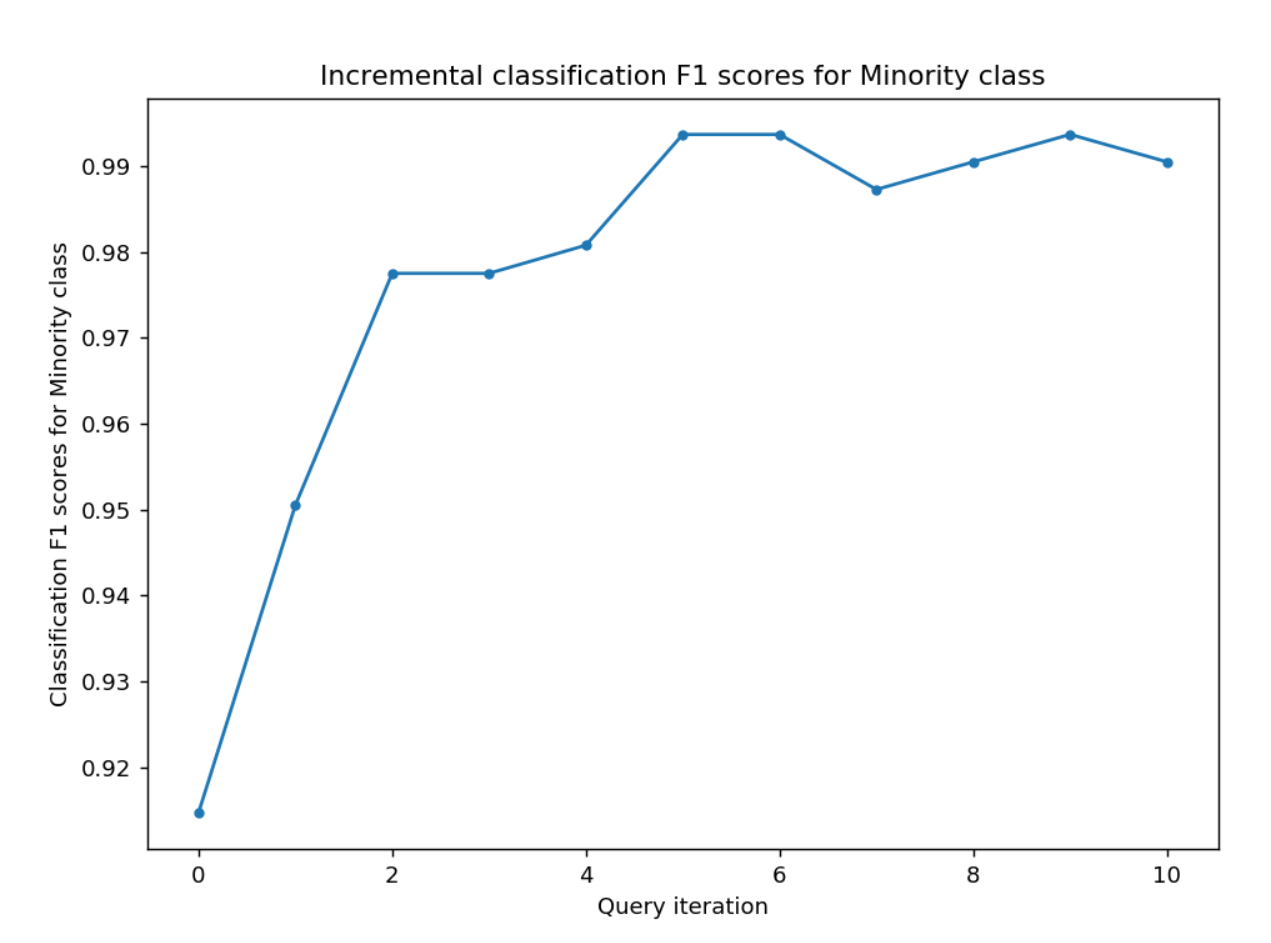 Incremental classification F1 scores for Minority class
Classification F1 scores for Minority class
0.99
0.98
0.97
0.96
0.95
0.94
0.93
0.92
0 2 4 6 8 10
Query iteration